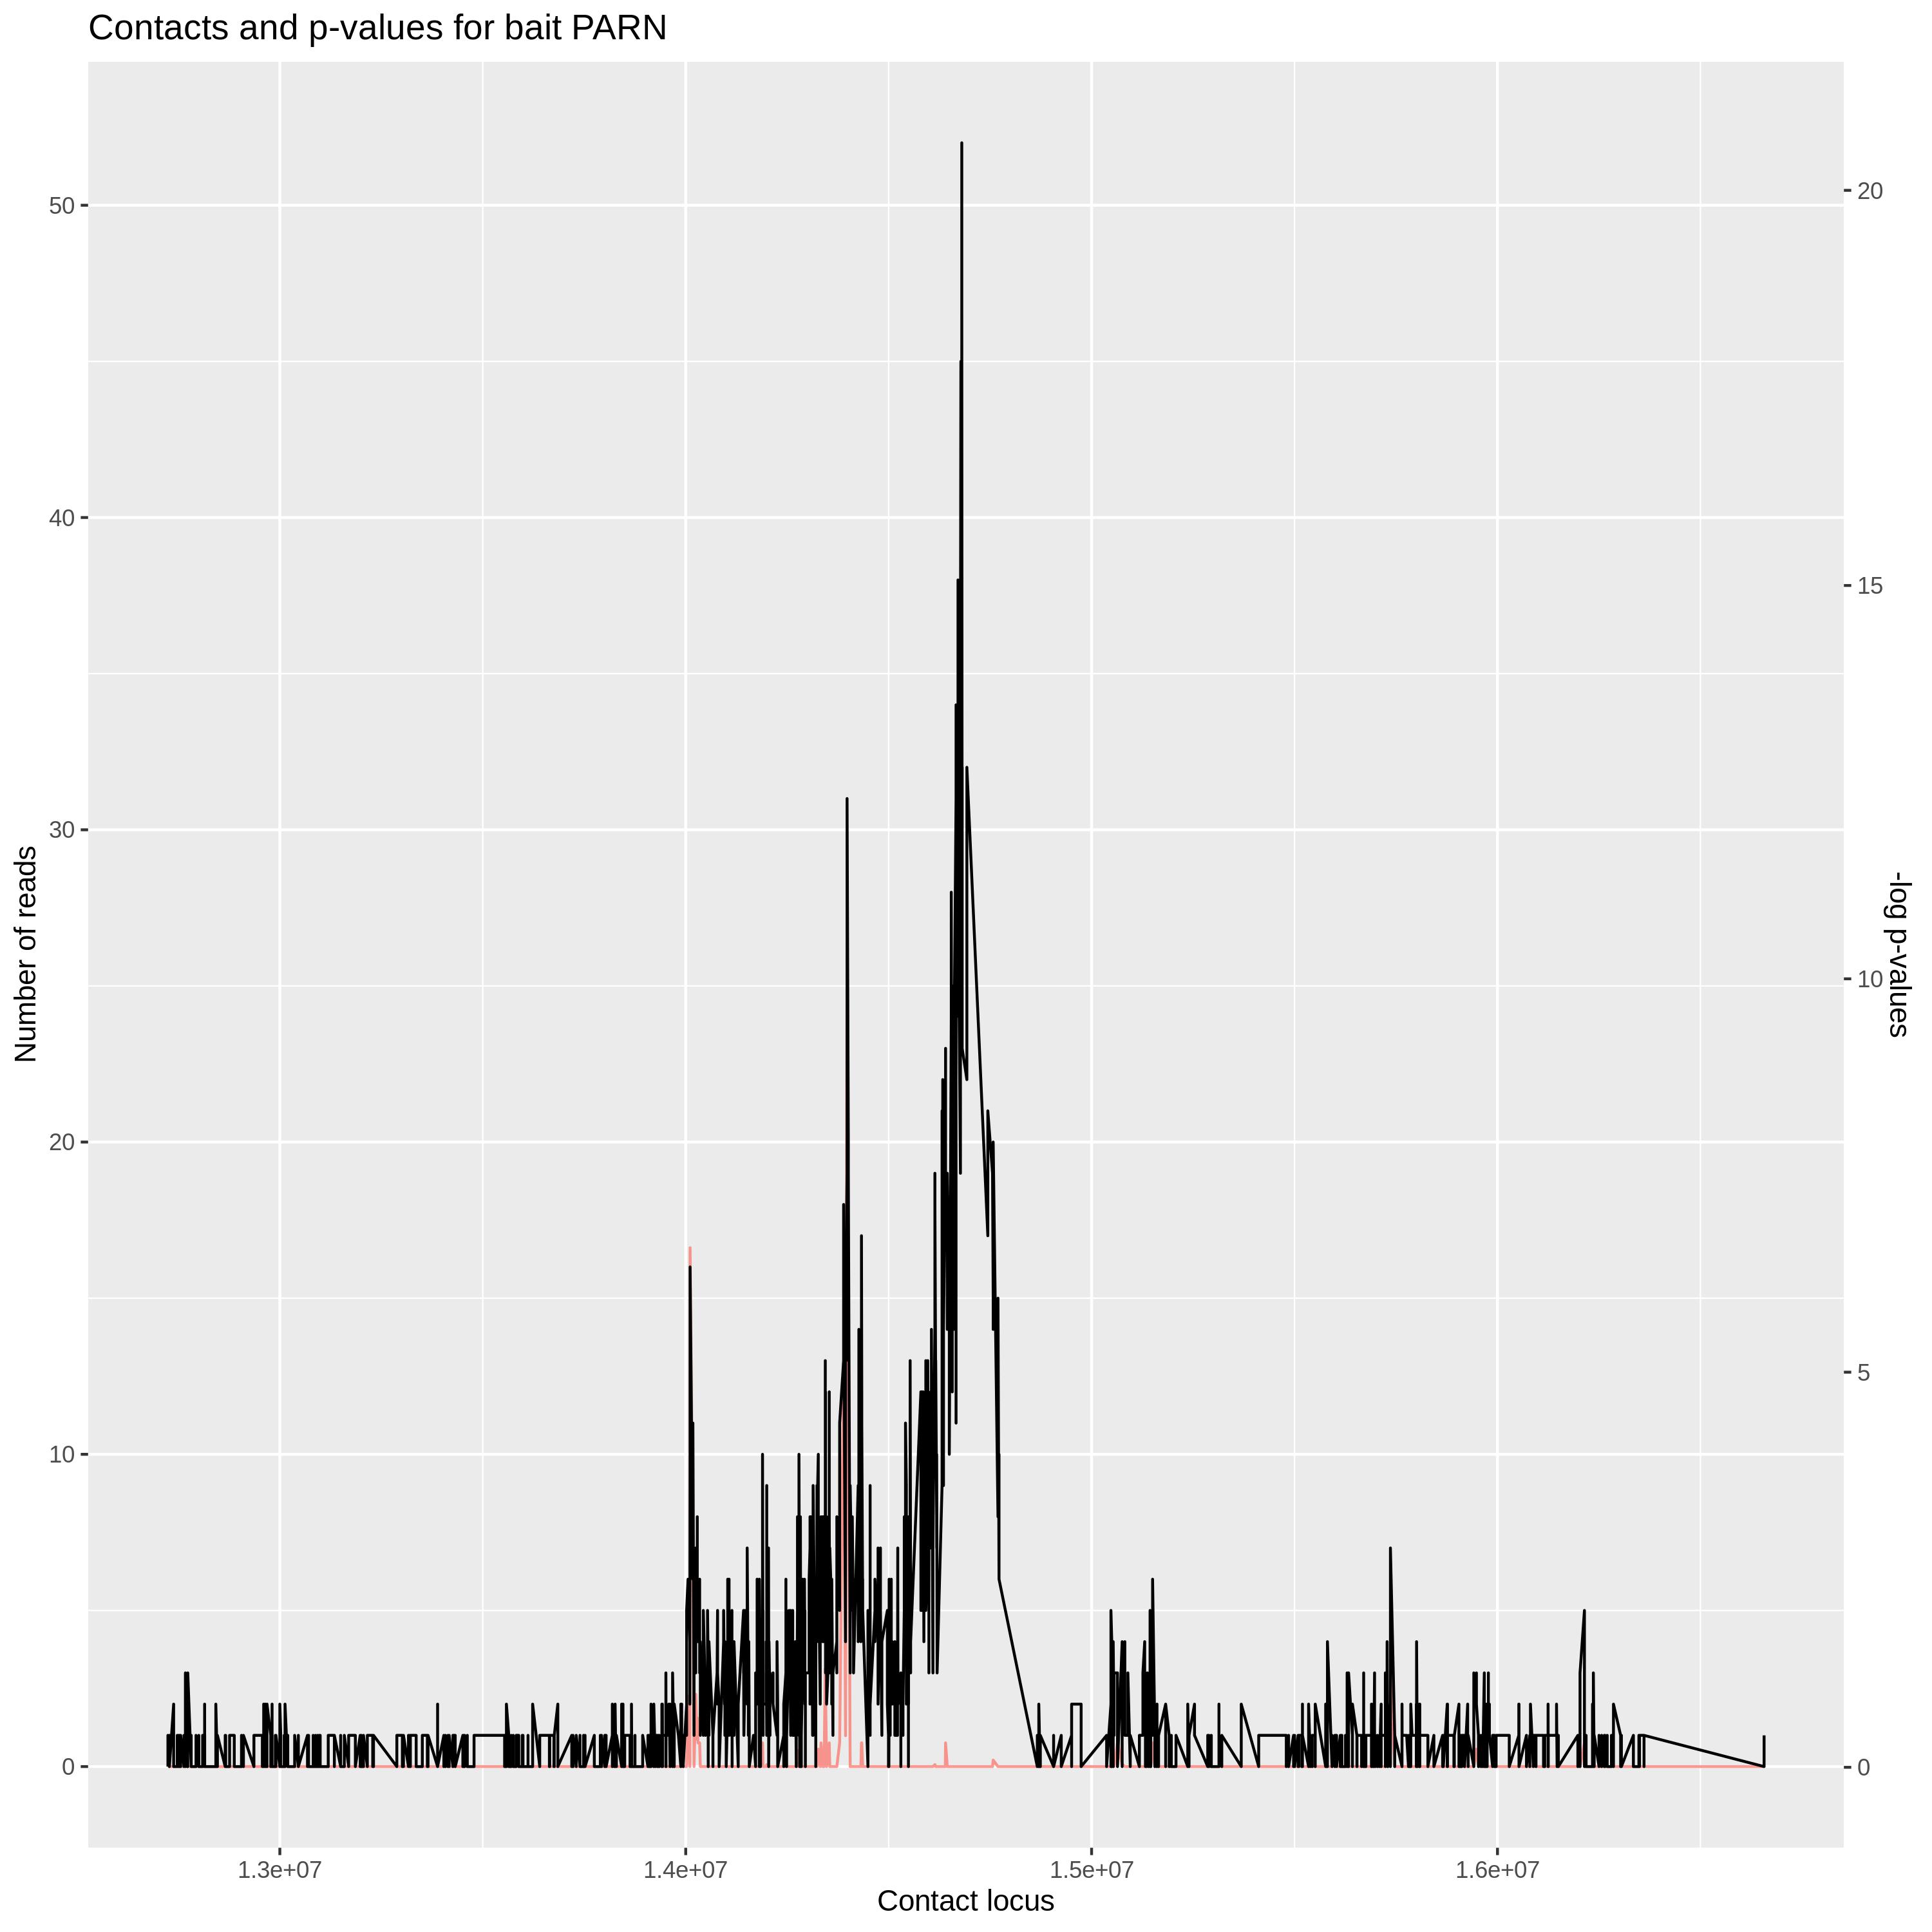 Contacts and p-values for bait PARN
50
40
30
20
10
0
Number of reads
20
15
10
5
0
-log p-values
1.3e+07 1.4e+07 1.5e+07 1.6e+07
Contact locus